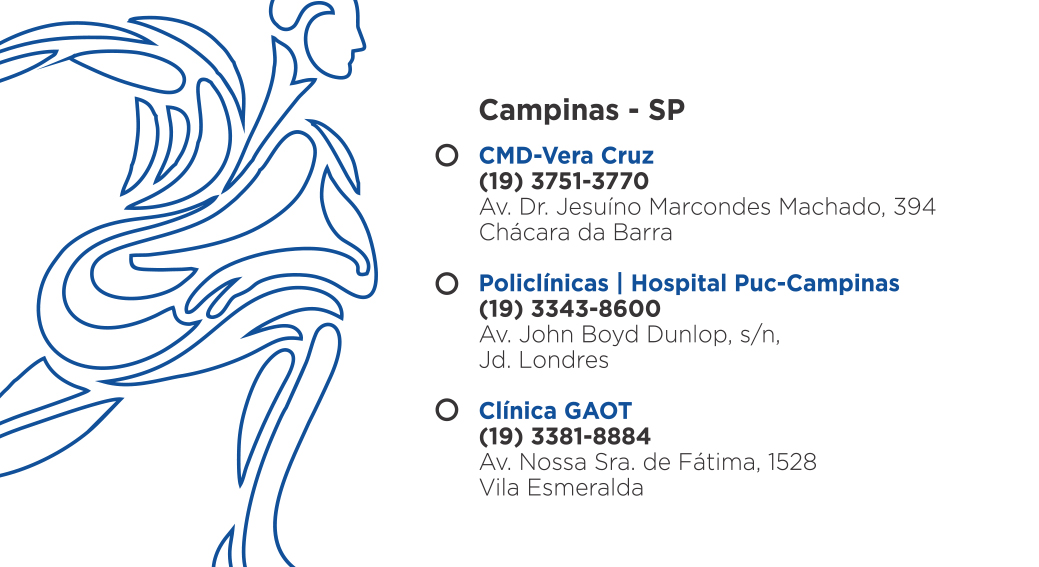 Campinas - SP
CMD-Vera Cruz
(19) 3751-3770
Av. Dr. Jesuíno Marcondes Machado, 394
Chácara da Barra
Policlínicas | Hospital Puc-Campinas
(19) 3343-8600
Av. John Boyd Dunlop, s/n,
Jd. Londres
Clínica GAOT
(19) 3381-8884
Av. Nossa Sra. de Fátima, 1528
Vila Esmeralda